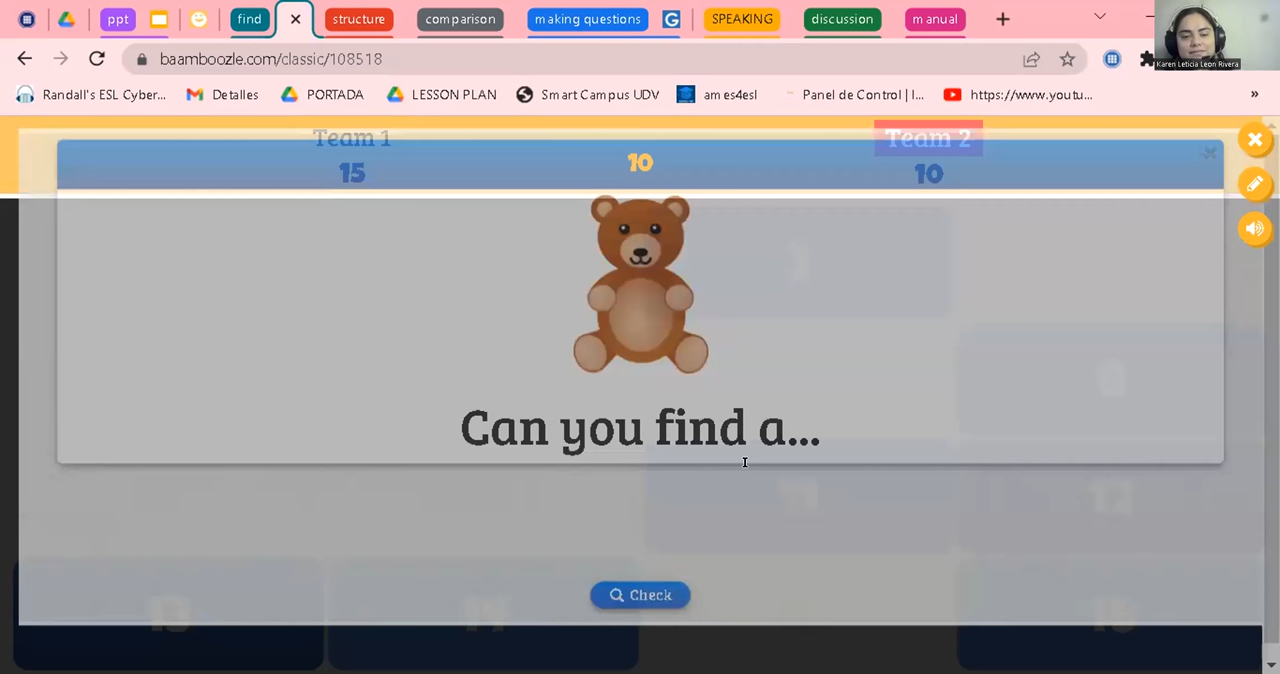 ppt
find
structure
comparison
making questions
SPEAKING
discussion
manual
Karen Leticia Leon Rivera
baamboozle.com/classic/108518
Randall's ESL Cyber...
Detalles
PORTADA
LESSON PLAN
Smart Campus UDV
ames4esl
Panel de Control | I...
https://www.youtu...
»
Team 1
Team 2
15
10
10
Can you find a...
Check